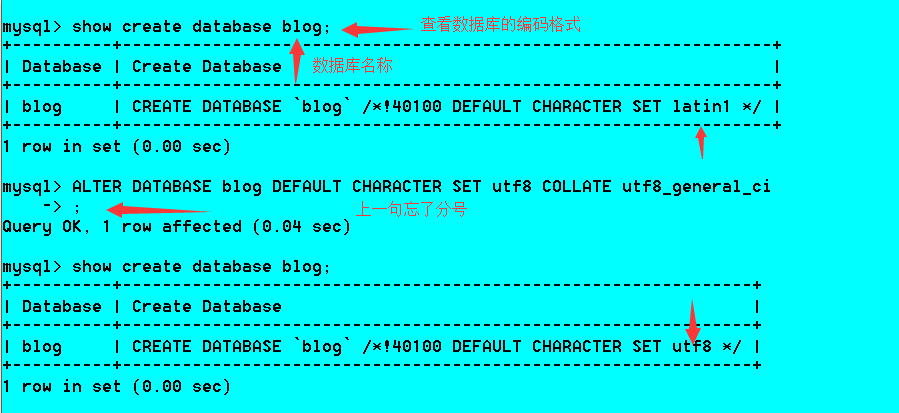 mysql> show create database blog; 查看数据库的编码格式
+----------+-----------------------------------------------------------------+
| Database | Create Database 数据库名称 |
+----------+-----------------------------------------------------------------+
| blog | CREATE DATABASE `blog` /*!40100 DEFAULT CHARACTER SET latin1 */ |
+----------+-----------------------------------------------------------------+
1 row in set (0.00 sec)
mysql> ALTER DATABASE blog DEFAULT CHARACTER SET utf8 COLLATE utf8_general_ci
-> ; 上一句忘了分号
Query OK, 1 row affected (0.04 sec)
mysql> show create database blog;
+----------+---------------------------------------------------------------+
| Database | Create Database |
+----------+---------------------------------------------------------------+
| blog | CREATE DATABASE `blog` /*!40100 DEFAULT CHARACTER SET utf8 */ |
+----------+---------------------------------------------------------------+
1 row in set (0.00 sec)